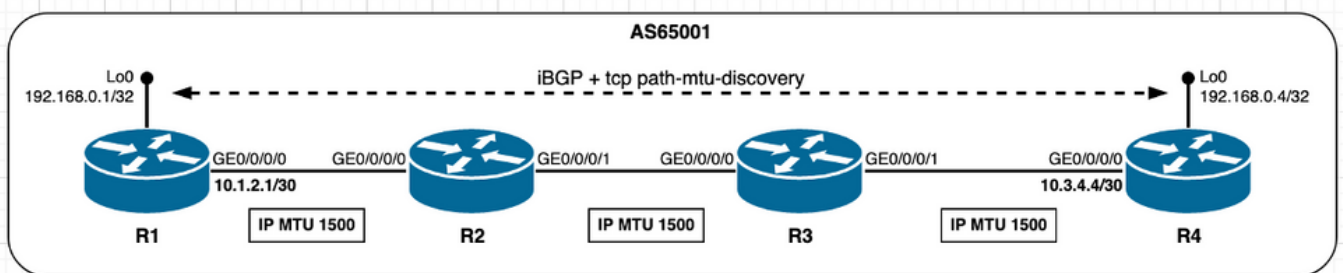 AS65001
iBGP + tcp path-mtu-discovery
Lo0
192.168.0.1/32
Lo0
192.168.0.4/32
GE0/0/0/0
GE0/0/0/0
GE0/0/0/1
GE0/0/0/0
GE0/0/0/1
GE0/0/0/0
10.1.2.1/30
10.3.4.4/30
IP MTU 1500
IP MTU 1500
IP MTU 1500
R1
R2
R3
R4